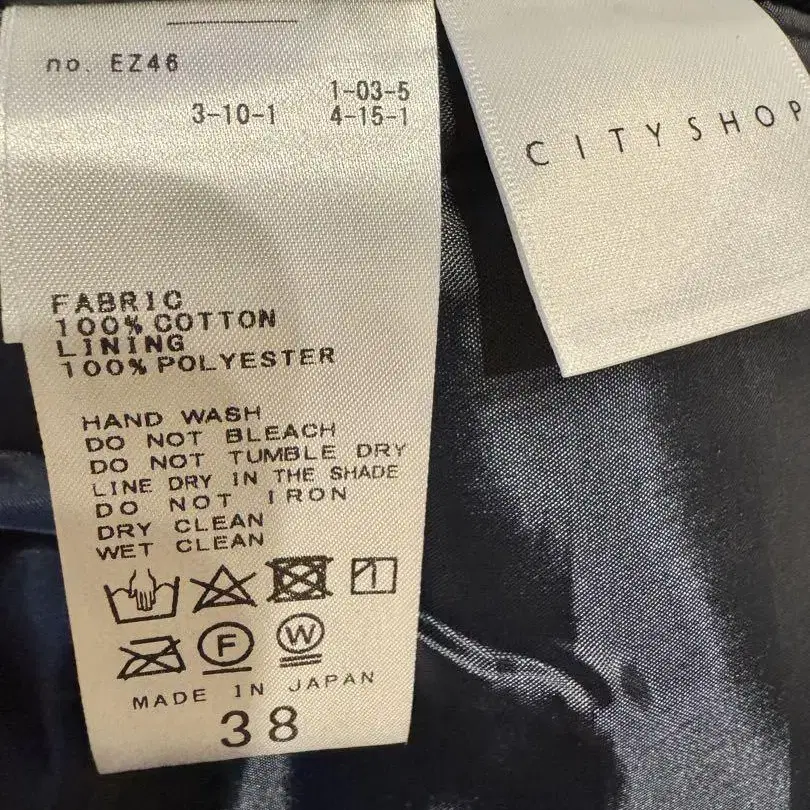 no. EZ46
1-03-5
3-10-1 4-15-1
CITYSHOP
FABRIC
100% COTTON
LINING
100% POLYESTER
HAND WASH
DO NOT BLEACH
DO NOT TUMBLE DRY
LINE DRY IN THE SHADE
DO NOT IRON
DRY CLEAN
WET CLEAN
F W
MADE IN JAPAN
38